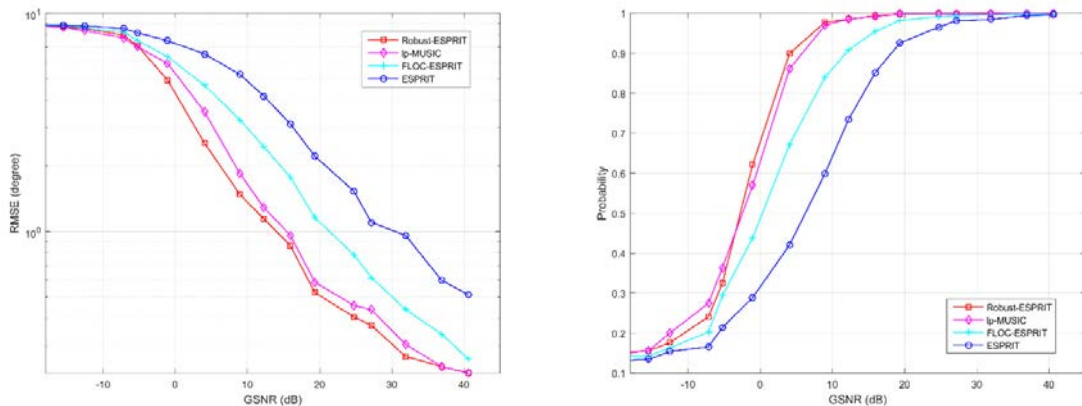 10¹
10⁰
RMSE (degree)
-10 0 10 20 30 40
GSNR (dB)
Robust-ESPRIT
lp-MUSIC
FLOC-ESPRIT
ESPRIT
1
0.9
0.8
0.7
0.6
0.5
0.4
0.3
0.2
0.1
Probability
-10 0 10 20 30 40
GSNR (dB)
Robust-ESPRIT
lp-MUSIC
FLOC-ESPRIT
ESPRIT